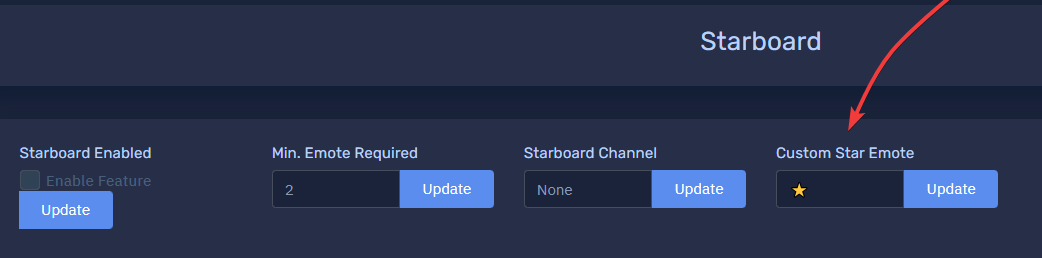 Starboard
Starboard Enabled
Enable Feature
Update
Min. Emote Required
2
Update
Starboard Channel
None
Update
Custom Star Emote
⭐
Update